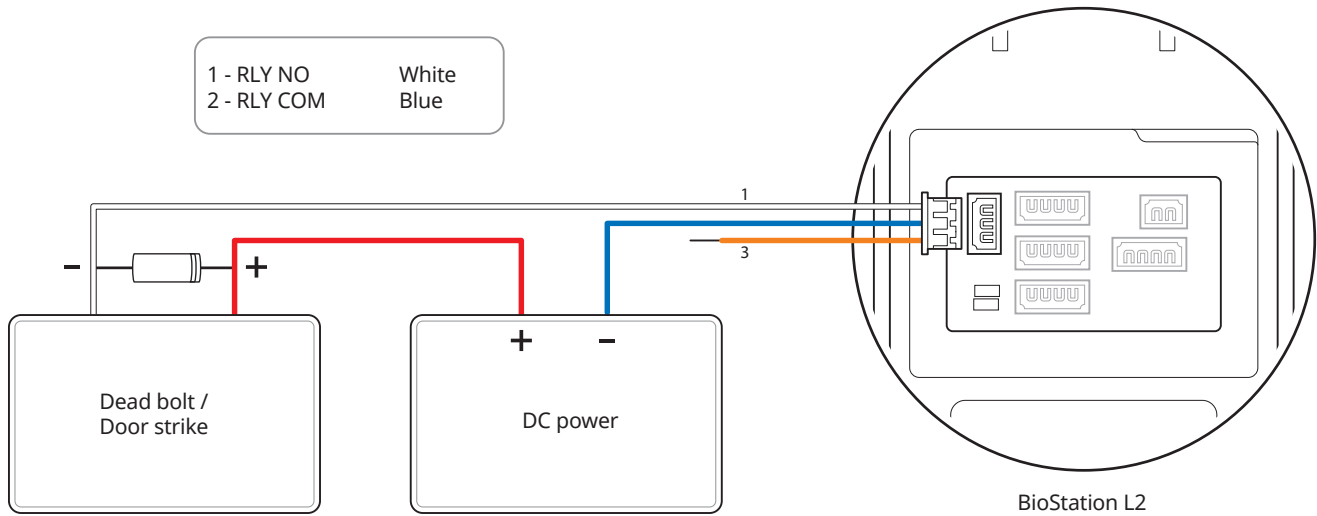 1 - RLY NO White
2 - RLY COM Blue
1
3
- +
+ -
Dead bolt /
Door strike
DC power
BioStation L2